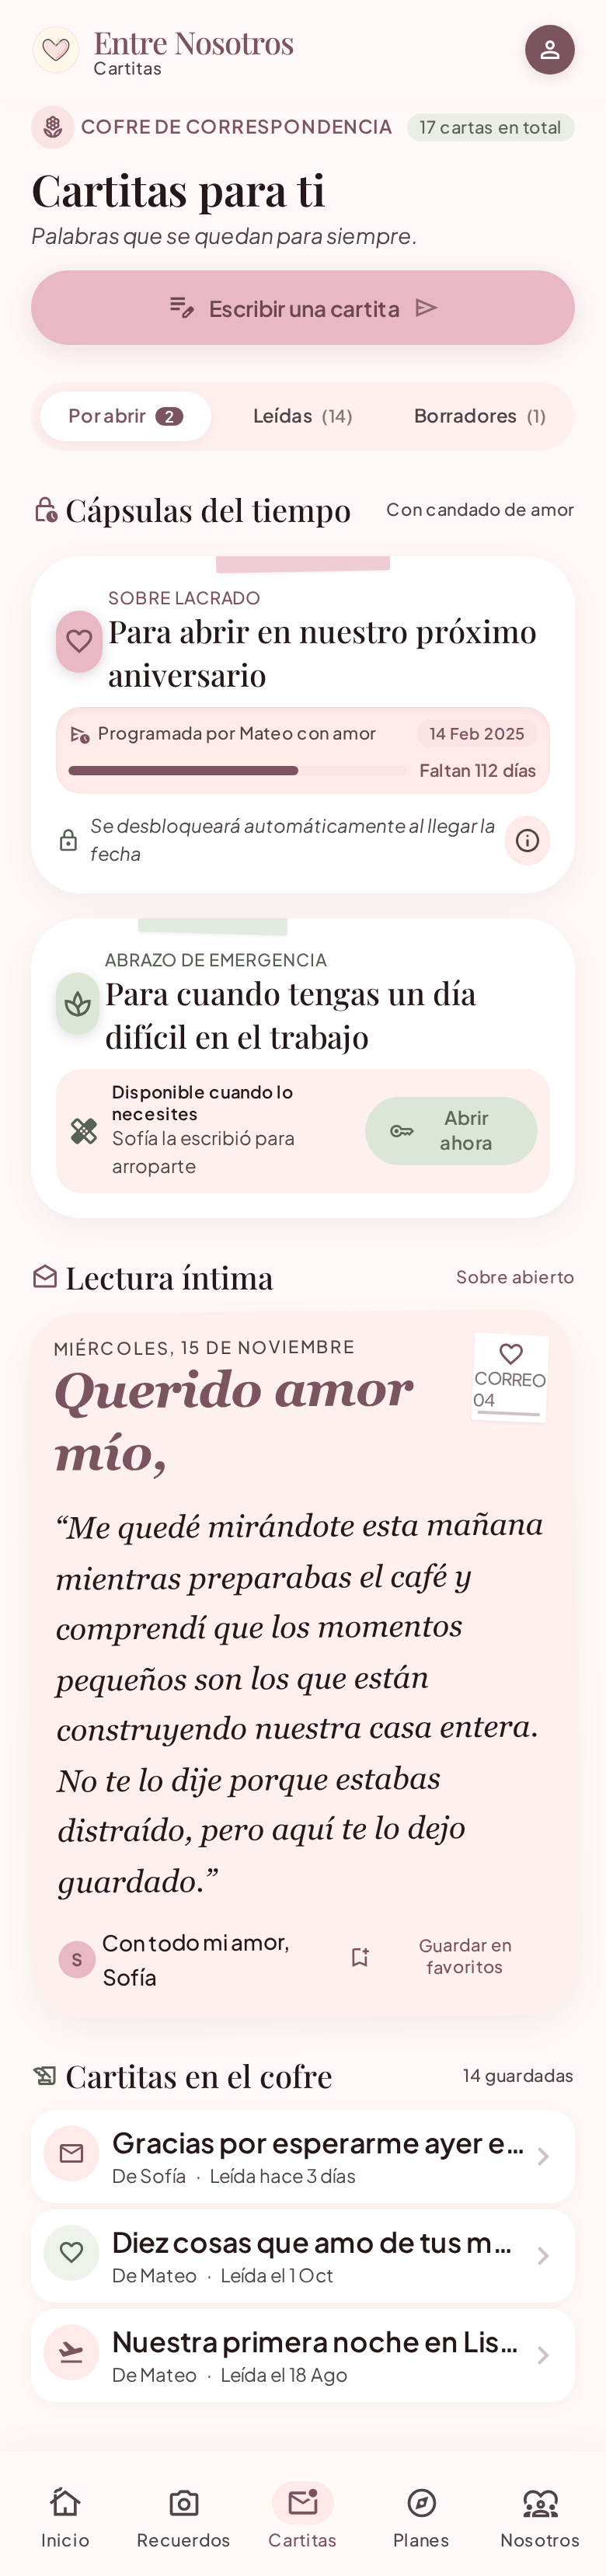 Entre Nosotros
Cartitas
COFRE DE CORRESPONDENCIA
17 cartas en total
Cartitas para ti
Palabras que se quedan para siempre.
Escribir una cartita
Por abrir 2
Leídas (14)
Borradores (1)
Cápsulas del tiempo
Con candado de amor
SOBRE LACRADO
Para abrir en nuestro próximo
aniversario
Programada por Mateo con amor
14 Feb 2025
Faltan 112 días
Se desbloqueará automáticamente al llegar la
fecha
ABRAZO DE EMERGENCIA
Para cuando tengas un día
difícil en el trabajo
Disponible cuando lo
necesites
Sofía la escribió para
arroparte
Abrir
ahora
Lectura íntima
Sobre abierto
MIÉRCOLES, 15 DE NOVIEMBRE
Querido amor
mío,
CORREO
04
“Me quedé mirándote esta mañana
mientras preparabas el café y
comprendí que los momentos
pequeños son los que están
construyendo nuestra casa entera.
No te lo dije porque estabas
distraído, pero aquí te lo dejo
guardado.”
S
Con todo mi amor,
Sofía
Guardar en
favoritos
Cartitas en el cofre
14 guardadas
Gracias por esperarme ayer e...
De Sofía · Leída hace 3 días
Diez cosas que amo de tus m...
De Mateo · Leída el 1 Oct
Nuestra primera noche en Lis...
De Mateo · Leída el 18 Ago
Inicio
Recuerdos
Cartitas
Planes
Nosotros